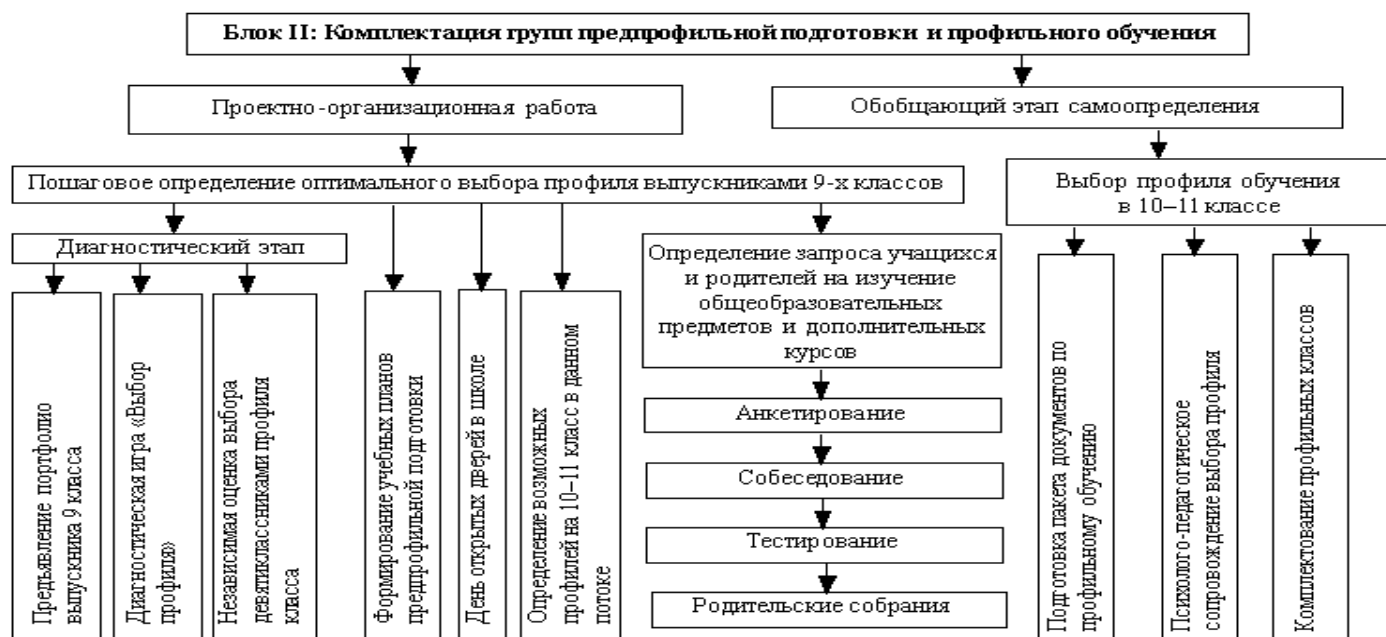 Блок II: Комплектация групп предпрофильной подготовки и профильного обучения
Проектно-организационная работа
Обобщающий этап самоопределения
Пошаговое определение оптимального выбора профиля выпускниками 9-х классов
Выбор профиля обучения
в 10–11 классе
Диагностический этап
Предъявление портфолио
выпускника 9 класса
Диагностическая игра «Выбор
профиля»
Независимая оценка выбора
девятиклассниками профиля
класса
Формирование учебных планов
предпрофильной подготовки
День открытых дверей в школе
Определение возможных
профилей на 10–11 класс в данном
потоке
Определение запроса учащихся
и родителей на изучение
общеобразовательных
предметов и дополнительных
курсов
Анкетирование
Собеседование
Тестирование
Родительские собрания
Подготовка пакета документов по
профильному обучению
Психолого-педагогическое
сопровождение выбора профиля
Комплектование профильных классов